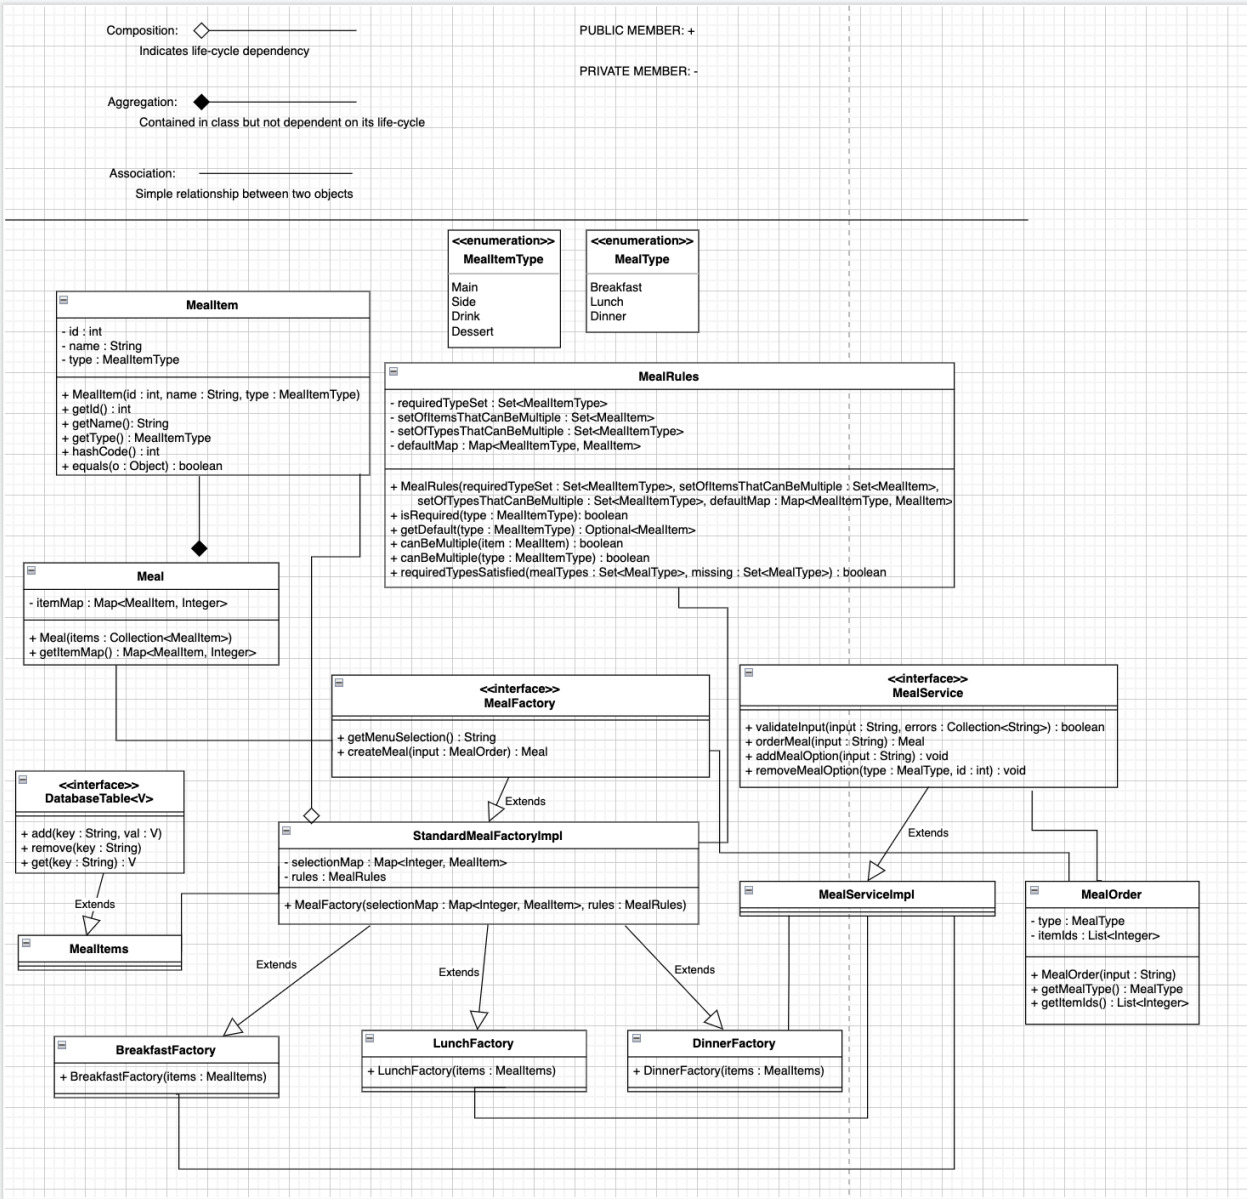 Composition:
Indicates life-cycle dependency
PUBLIC MEMBER: +
PRIVATE MEMBER: -
Aggregation:
Contained in class but not dependent on its life-cycle
Association:
Simple relationship between two objects
<<enumeration>>
MealItemType
Main
Side
Drink
Dessert
<<enumeration>>
MealType
Breakfast
Lunch
Dinner
MealItem
- id : int
- name : String
- type : MealItemType
+ MealItem(id : int, name : String, type : MealItemType)
+ getId() : int
+ getName(): String
+ getType() : MealItemType
+ hashCode() : int
+ equals(o : Object) : boolean
MealRules
- requiredTypeSet : Set<MealItemType>
- setOfItemsThatCanBeMultiple : Set<MealItem>
- setOfTypesThatCanBeMultiple : Set<MealItemType>
- defaultMap : Map<MealItemType, MealItem>
+ MealRules(requiredTypeSet : Set<MealItemType>, setOfItemsThatCanBeMultiple : Set<MealItem>,
setOfTypesThatCanBeMultiple : Set<MealItemType>, defaultMap : Map<MealItemType, MealItem>
+ isRequired(type : MealItemType): boolean
+ getDefault(type : MealItemType) : Optional<MealItem>
+ canBeMultiple(item : MealItem) : boolean
+ canBeMultiple(type : MealItemType) : boolean
+ requiredTypesSatisfied(mealTypes : Set<MealType>, missing : Set<MealType>) : boolean
Meal
- itemMap : Map<MealItem, Integer>
+ Meal(items : Collection<MealItem>)
+ getItemMap() : Map<MealItem, Integer>
<<interface>>
MealFactory
+ getMenuSelection() : String
+ createMeal(input : MealOrder) : Meal
<<interface>>
MealService
+ validateInput(input : String, errors : Collection<String>) : boolean
+ orderMeal(input : String) : Meal
+ addMealOption(input : String) : void
+ removeMealOption(type : MealType, id : int) : void
<<interface>>
DatabaseTable<V>
+ add(key : String, val : V)
+ remove(key : String)
+ get(key : String) : V
Extends
Extends
Extends
StandardMealFactoryImpl
- selectionMap : Map<Integer, MealItem>
- rules : MealRules
+ MealFactory(selectionMap : Map<Integer, MealItem>, rules : MealRules)
MealServiceImpl
MealOrder
- type : MealType
- itemIds : List<Integer>
+ MealOrder(input : String)
+ getMealType() : MealType
+ getItemIds() : List<Integer>
MealItems
Extends
Extends
Extends
BreakfastFactory
+ BreakfastFactory(items : MealItems)
LunchFactory
+ LunchFactory(items : MealItems)
DinnerFactory
+ DinnerFactory(items : MealItems)